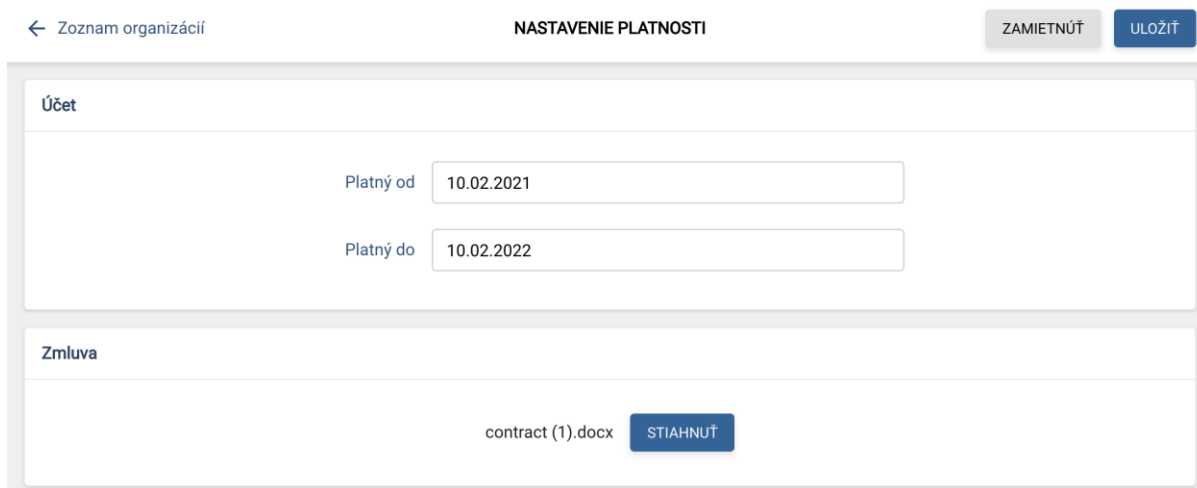 ← Zoznam organizácií NASTAVENIE PLATNOSTI ZAMIETNÚŤ ULOŽIŤ
Účet
Platný od 10.02.2021
Platný do 10.02.2022
Zmluva
contract (1).docx STIAHNUŤ